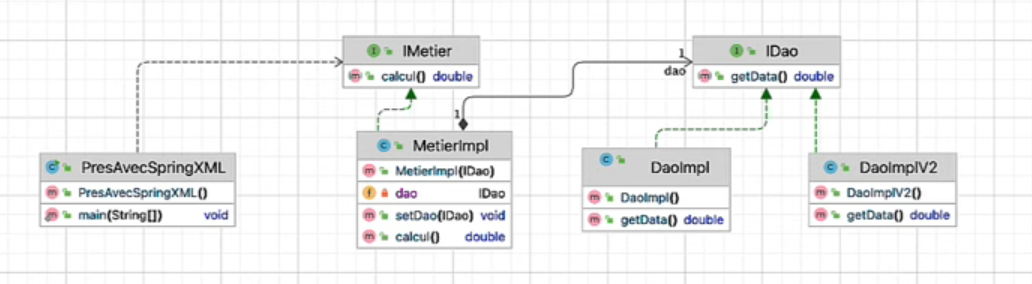 IMetier
calcul() double
1
dao
IDao
getData() double
PresAvecSpringXML
PresAvecSpringXML()
main(String[]) void
1
MetierImpl
MetierImpl(IDao)
dao IDao
setDao(IDao) void
calcul() double
DaoImpl
DaoImpl()
getData() double
DaoImplV2
DaoImplV2()
getData() double